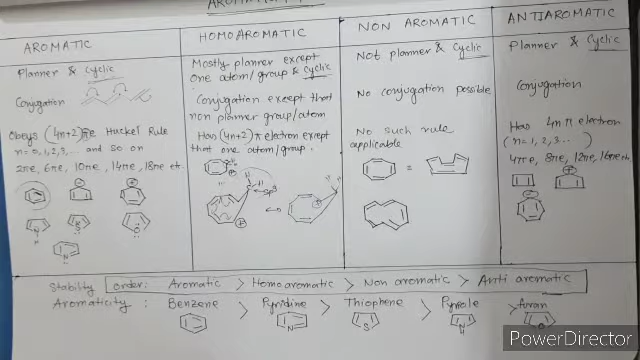 AROMATIC
HOMOAROMATIC
NON AROMATIC
ANTIAROMATIC
Planner & Cyclic
Conjugation
Obeys (4n+2)πe Huckel Rule
n=0,1,2,3,... and so on
2πe, 6πe, 10πe, 14πe, 18πe etc.
Mostly planner except
one atom/group & cyclic
Conjugation except that
non planner group/atom
Has (4n+2)π electron except
that one atom/group.
Not planner & Cyclic
No conjugation possible
No such rule
applicable
Planner & Cyclic
Conjugation
Has 4nπ electron
(n=1,2,3...)
4πe, 8πe, 12πe, 16πe etc
Stability Order: Aromatic > Homoaromatic > Non aromatic > Anti aromatic
Aromaticity : Benzene > Pyridine > Thiophene > Pyrrole > Furan
PowerDirector